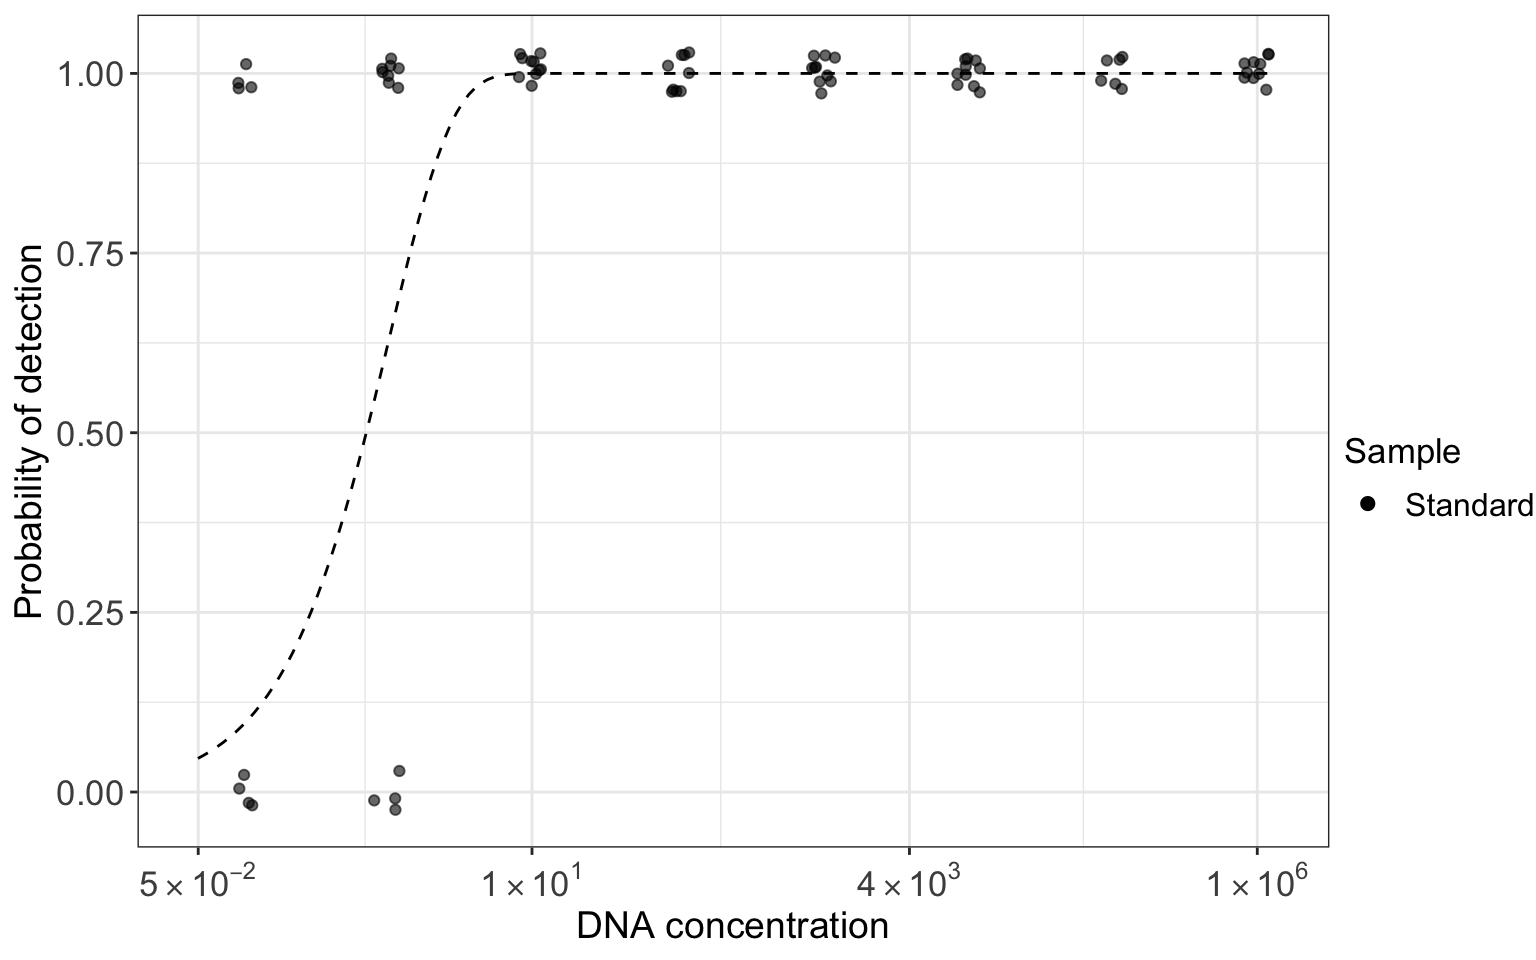 Probability of detection
1.00
0.75
0.50
0.25
0.00
5 × 10⁻²
1 × 10¹
4 × 10³
1 × 10⁶
DNA concentration
Sample
Standard